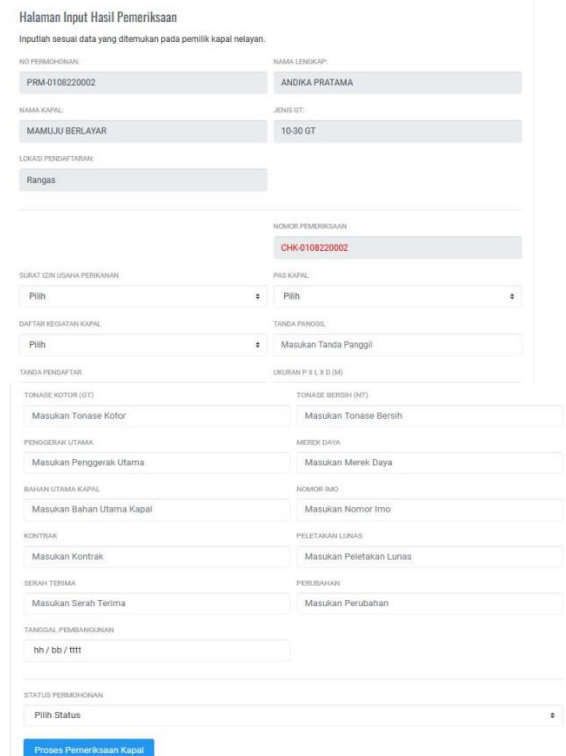 Halaman Input Hasil Pemeriksaan
Inputlah sesuai data yang ditemukan pada pemilik kapal nelayan.
NO PERMOHONAN: NAMA LENGKAP:
PRM-0108220002 ANDIKA PRATAMA
NAMA KAPAL: JENIS GT:
MAMUJU BERLAYAR 10-30 GT
LOKASI PENDAFTARAN:
Rangas
NOMOR PEMERIKSAAN
CHK-0108220002
SURAT IZIN USAHA PERIKANAN PAS KAPAL
Pilih Pilih
DAFTAR KEGIATAN KAPAL TANDA PANGGIL
Pilih Masukan Tanda Panggil
TANDA PENDAFTAR UKURAN P X L X D (M)
TONASE KOTOR (GT) TONASE BERSIH (NT)
Masukan Tonase Kotor Masukan Tonase Bersih
PENGGERAK UTAMA MEREK DAYA
Masukan Penggerak Utama Masukan Merek Daya
BAHAN UTAMA KAPAL NOMOR IMO
Masukan Bahan Utama Kapal Masukan Nomor Imo
KONTRAK PELETAKAN LUNAS
Masukan Kontrak Masukan Peletakan Lunas
SERAH TERIMA PERUBAHAN
Masukan Serah Terima Masukan Perubahan
TANGGAL PEMBANGUNAN
hh / bb / tttt
STATUS PERMOHONAN
Pilih Status
Proses Pemeriksaan Kapal